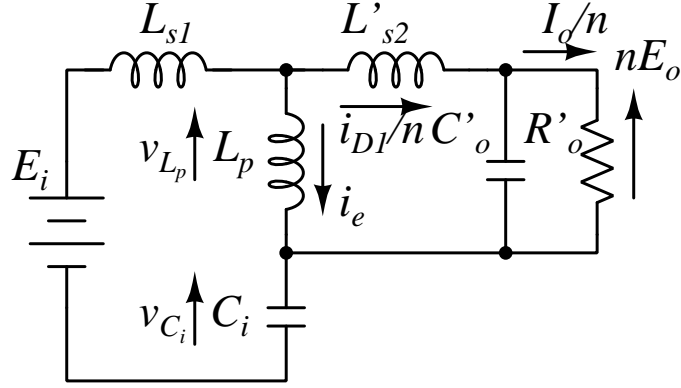 L_{s1} L'_{s2} I_o/n
nE_o
E_i v_{L_p} L_p i_{D1}/n C'_o R'_o
i_e
v_{C_i} C_i